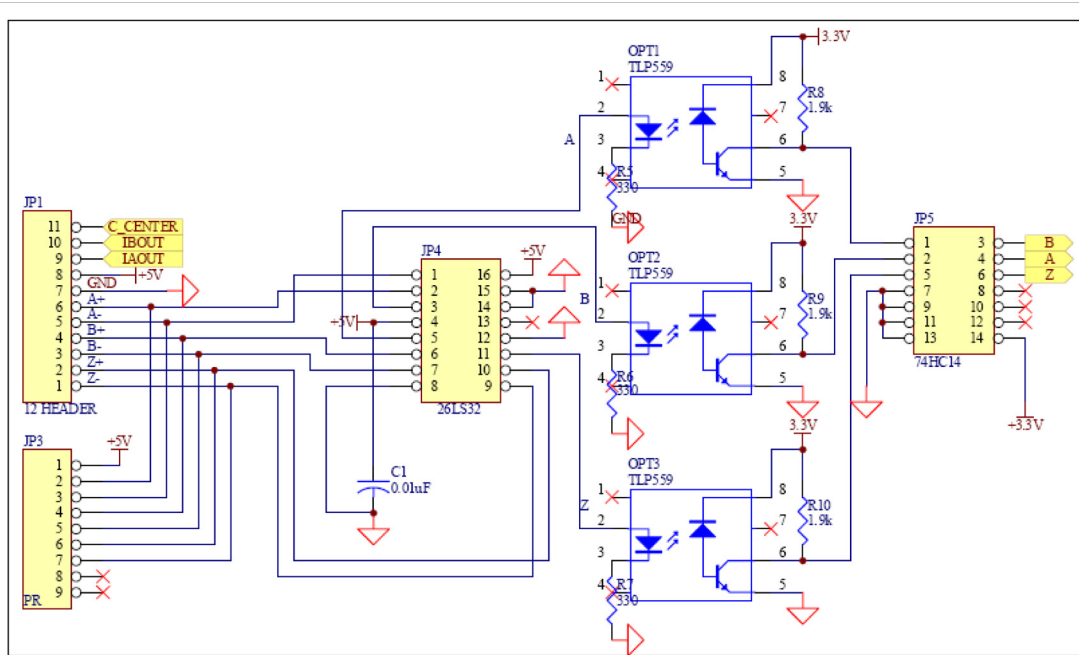 OPT1
TLP559
1
2
3
4
8
7
6
5
3.3V
R8
1.9k
A
R5
330
GND
JP1
11
10
9
8
7
6
5
4
3
2
1
C_CENTER
IBOUT
IAOUT
+5V
GND
A+
A-
B+
B-
Z+
Z-
12 HEADER
JP4
1
2
3
4
5
6
7
8
16
15
14
13
12
11
10
9
+5V
+5V
26LS32
OPT2
TLP559
B
1
2
3
4
8
7
6
5
3.3V
R9
1.9k
R6
330
JP5
1
2
5
7
9
11
13
3
4
6
8
10
12
14
B
A
Z
74HC14
+3.3V
JP3
1
2
3
4
5
6
7
8
9
+5V
PR
C1
0.01uF
OPT3
TLP559
Z
1
2
3
4
8
7
6
5
3.3V
R10
1.9k
R7
330